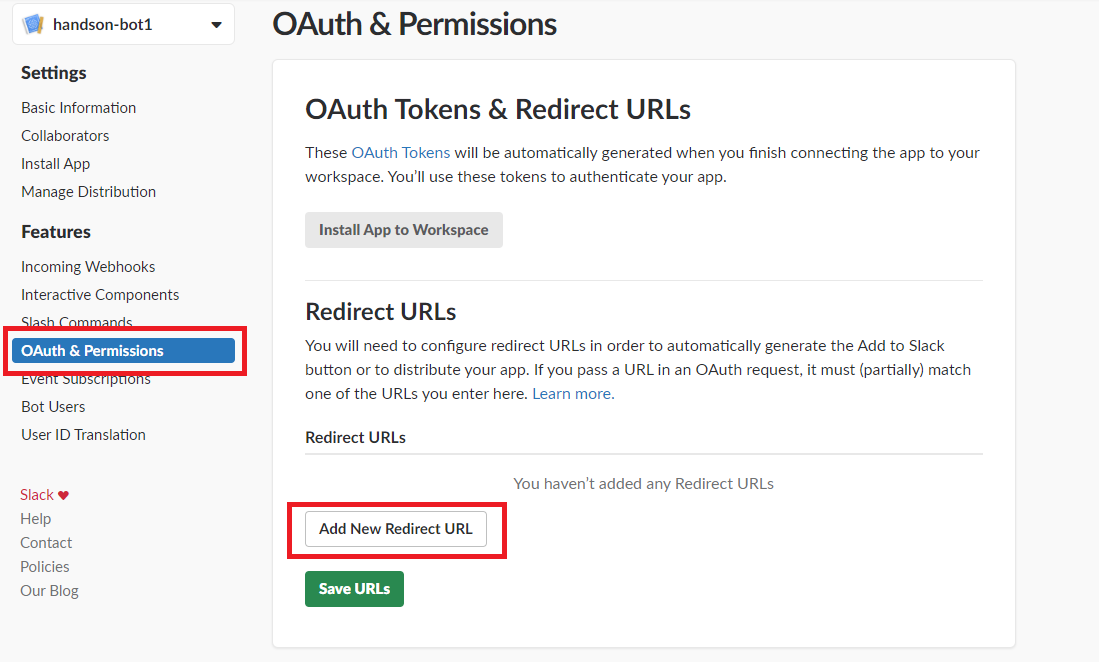 handson-bot1
OAuth & Permissions
Settings
Basic Information
Collaborators
Install App
Manage Distribution
Features
Incoming Webhooks
Interactive Components
Slash Commands
OAuth & Permissions
Event Subscriptions
Bot Users
User ID Translation
Slack ♥
Help
Contact
Policies
Our Blog
OAuth Tokens & Redirect URLs
These OAuth Tokens will be automatically generated when you finish connecting the app to your
workspace. You’ll use these tokens to authenticate your app.
Install App to Workspace
Redirect URLs
You will need to configure redirect URLs in order to automatically generate the Add to Slack
button or to distribute your app. If you pass a URL in an OAuth request, it must (partially) match
one of the URLs you enter here. Learn more.
Redirect URLs
You haven’t added any Redirect URLs
Add New Redirect URL
Save URLs